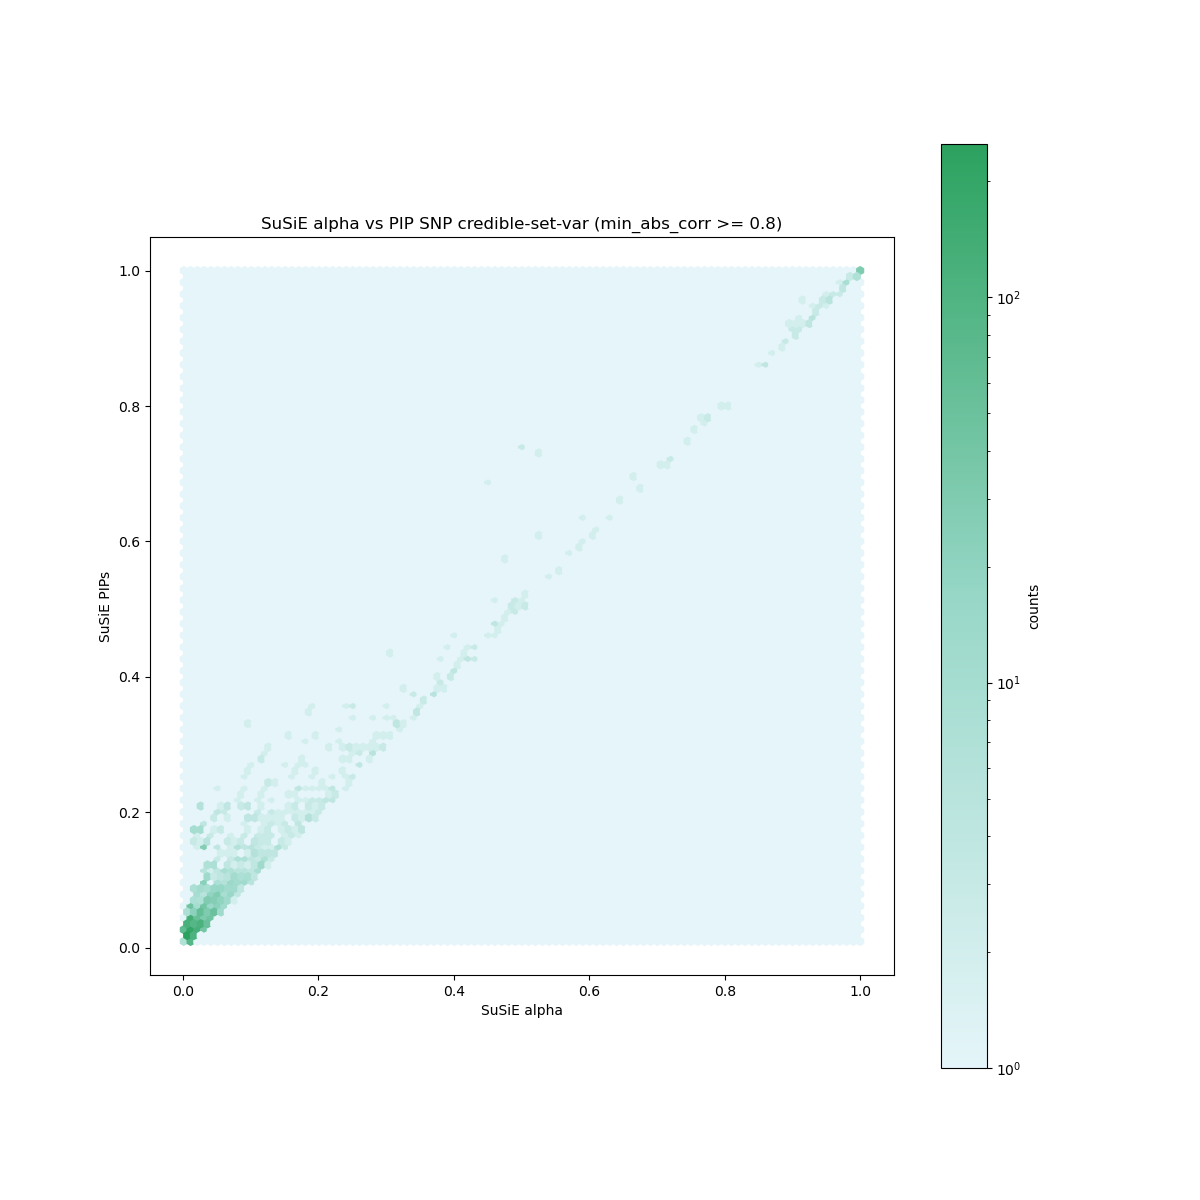 SuSiE alpha vs PIP SNP credible-set-var (min_abs_corr >= 0.8)
1.0
0.8
0.6
0.4
0.2
0.0
SuSiE PIPs
0.0 0.2 0.4 0.6 0.8 1.0
SuSiE alpha
10²
10¹
10⁰
counts